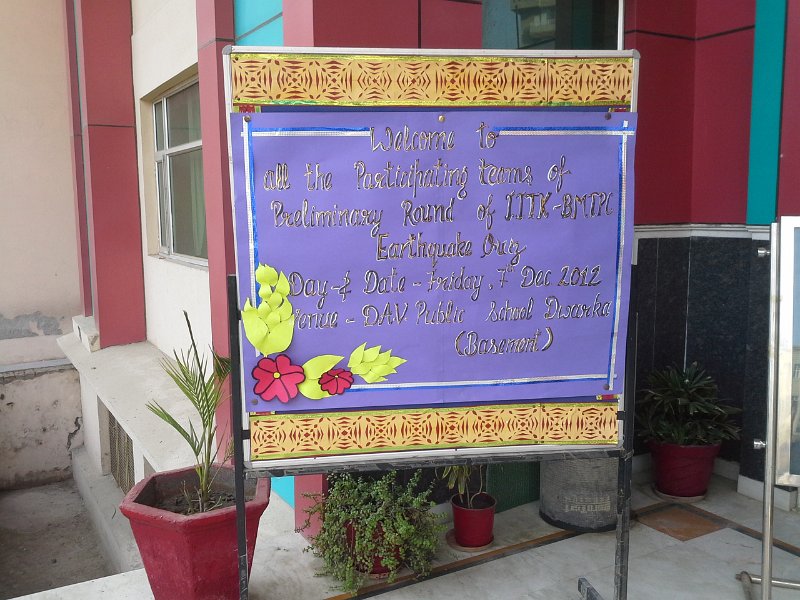 Welcome to
all the Participating teams of
Preliminary Round of IITK-BMTPC
Earthquake Quiz
Day & Date - Friday, 7th Dec 2012
Venue - DAV Public School Dwarka
(Basement)